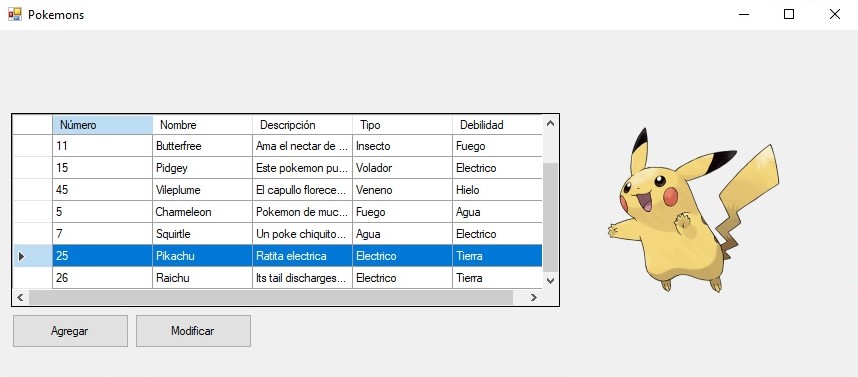 Pokemons
Número Nombre Descripción Tipo Debilidad
11 Butterfree Ama el nectar de ... Insecto Fuego
15 Pidgey Este pokemon pu... Volador Electrico
45 Vileplume El capullo florece... Veneno Hielo
5 Charmeleon Pokemon de muc... Fuego Agua
7 Squirtle Un poke chiquito... Agua Electrico
25 Pikachu Ratita electrica Electrico Tierra
26 Raichu Its tail discharges... Electrico Tierra
Agregar Modificar